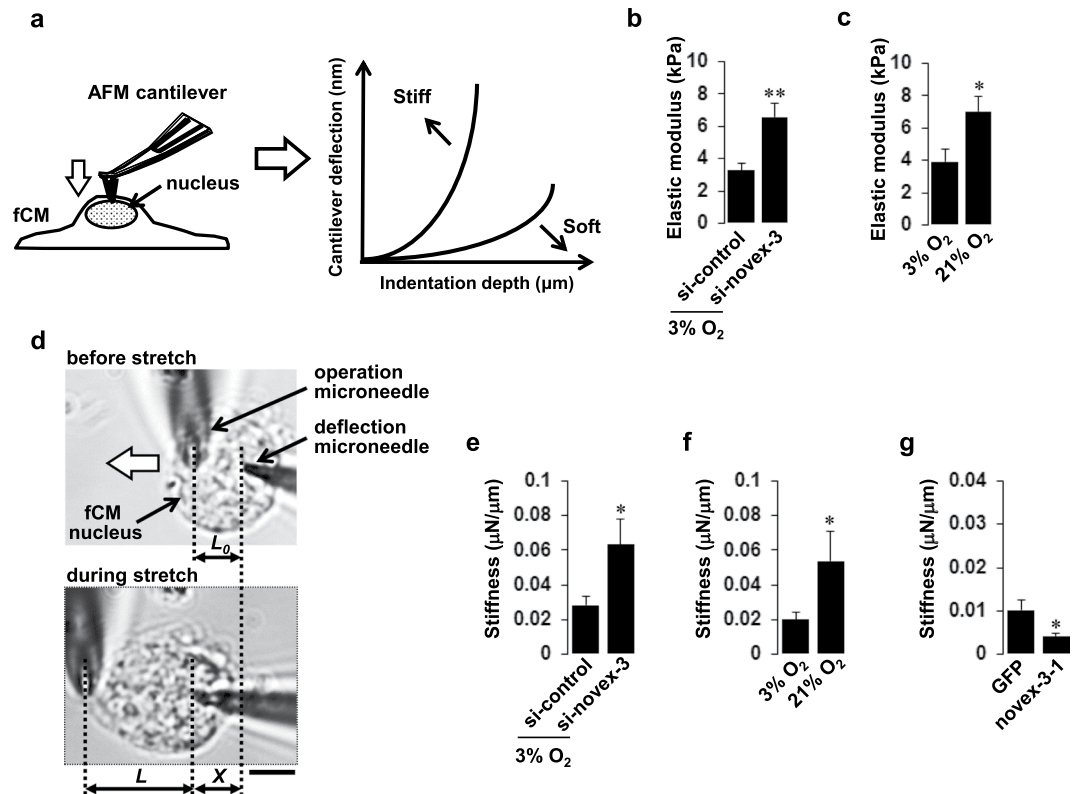 a
AFM cantilever
nucleus
fCM
Cantilever deflection (nm)
Stiff
Soft
Indentation depth (µm)
b
Elastic modulus (kPa)
10
8
6
4
2
0
**
si-control
si-novex-3
3% O₂
c
Elastic modulus (kPa)
10
8
6
4
2
0
*
3% O₂
21% O₂
d
before stretch
operation
microneedle
deflection
microneedle
fCM
nucleus
L₀
during stretch
L
X
e
Stiffness (µN/µm)
0.1
0.08
0.06
0.04
0.02
0
*
si-control
si-novex-3
3% O₂
f
Stiffness (µN/µm)
0.1
0.08
0.06
0.04
0.02
0
*
3% O₂
21% O₂
g
Stiffness (µN/µm)
0.04
0.03
0.02
0.01
0
*
GFP
novex-3-1